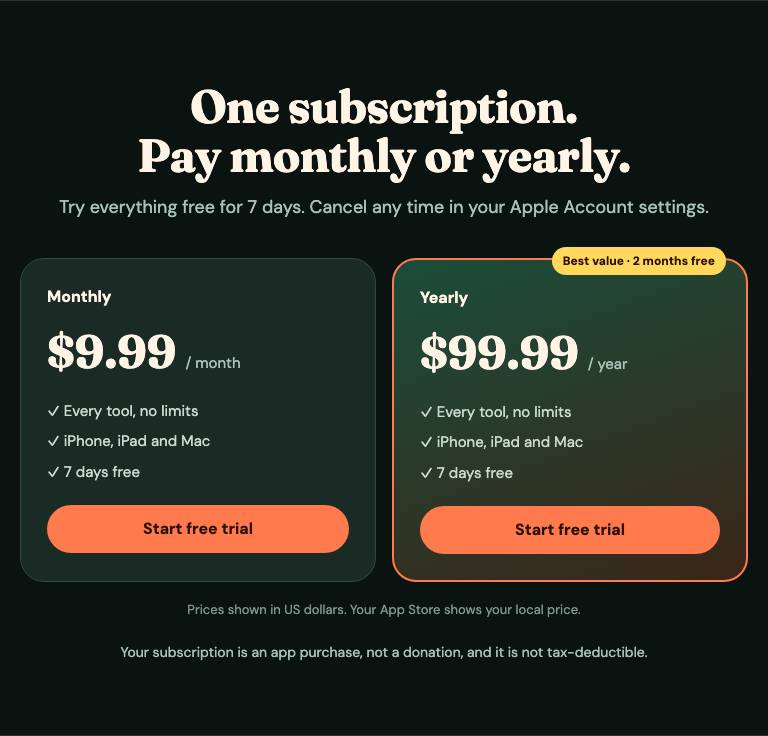 One subscription.
Pay monthly or yearly.
Try everything free for 7 days. Cancel any time in your Apple Account settings.
Monthly
$9.99 / month
✓ Every tool, no limits
✓ iPhone, iPad and Mac
✓ 7 days free
Start free trial
Best value · 2 months free
Yearly
$99.99 / year
✓ Every tool, no limits
✓ iPhone, iPad and Mac
✓ 7 days free
Start free trial
Prices shown in US dollars. Your App Store shows your local price.
Your subscription is an app purchase, not a donation, and it is not tax-deductible.